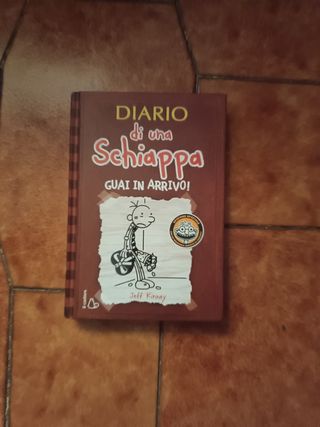 DIARIO
di una
Schiappa
GUAI IN ARRIVO!
Jeff Kinney